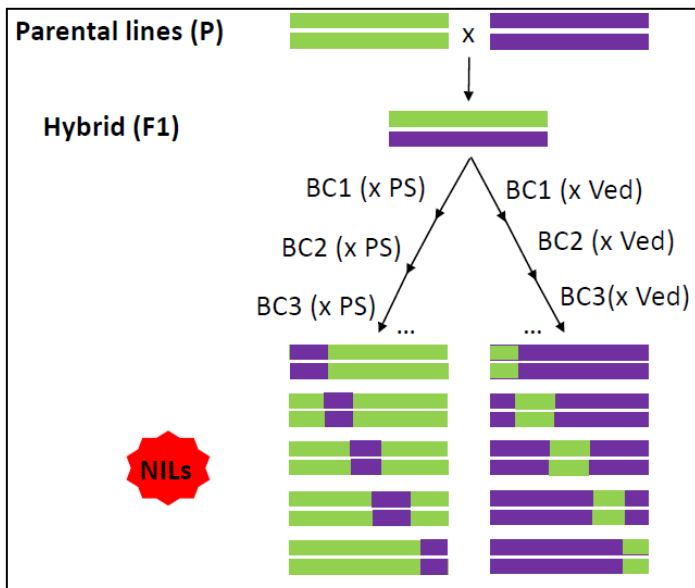 Parental lines (P)
x
Hybrid (F1)
BC1 (x PS)
BC1 (x Ved)
BC2 (x PS)
BC2 (x Ved)
BC3 (x PS)
BC3(x Ved)
...
...
NILs